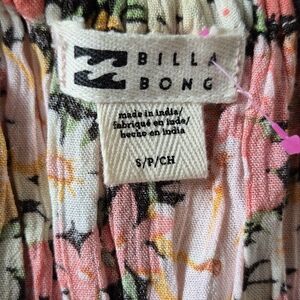 BILLA
BONG
made in india/
fabriqué en inde/
hecho en india
S/P/CH